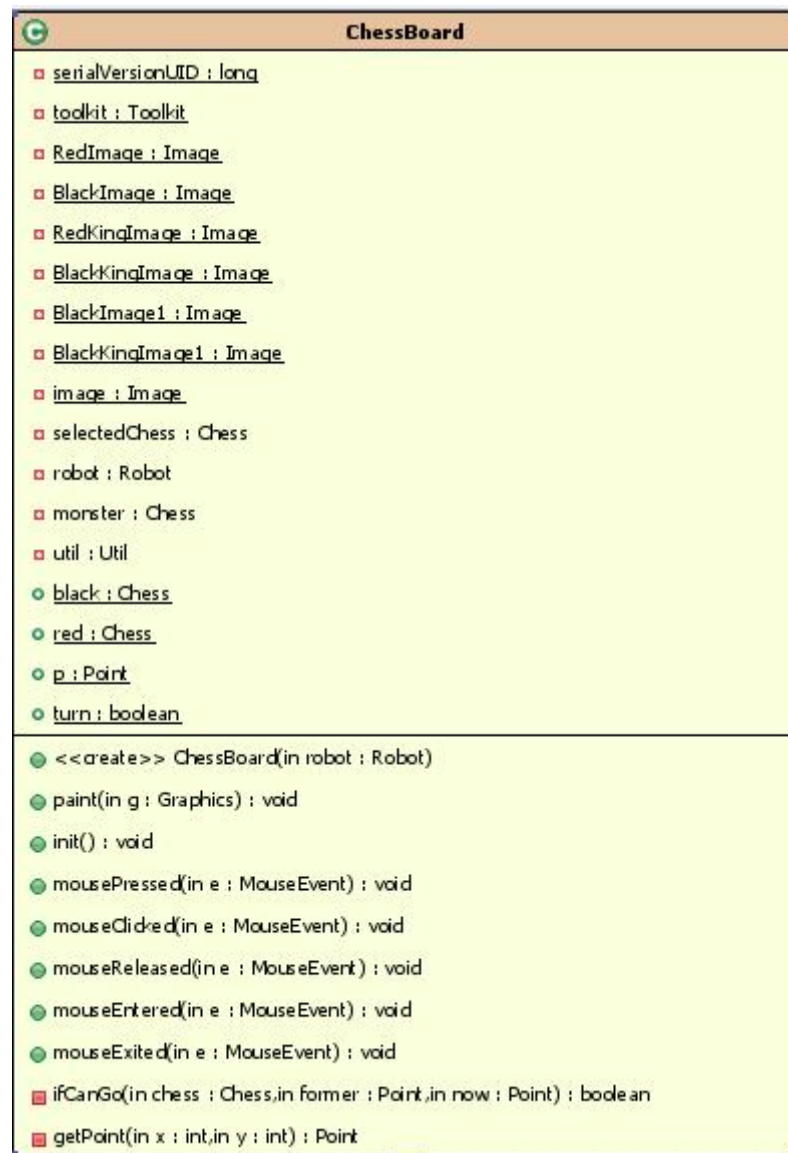 ChessBoard
serialVersionUID : long
toolkit : Toolkit
RedImage : Image
BlackImage : Image
RedKingImage : Image
BlackKingImage : Image
BlackImage1 : Image
BlackKingImage1 : Image
image : Image
selectedChess : Chess
robot : Robot
monster : Chess
util : Util
black : Chess
red : Chess
p : Point
turn : boolean
<<create>> ChessBoard(in robot : Robot)
paint(in g : Graphics) : void
init() : void
mousePressed(in e : MouseEvent) : void
mouseClicked(in e : MouseEvent) : void
mouseReleased(in e : MouseEvent) : void
mouseEntered(in e : MouseEvent) : void
mouseExited(in e : MouseEvent) : void
ifCanGo(in chess : Chess,in former : Point,in now : Point) : boolean
getPoint(in x : int,in y : int) : Point